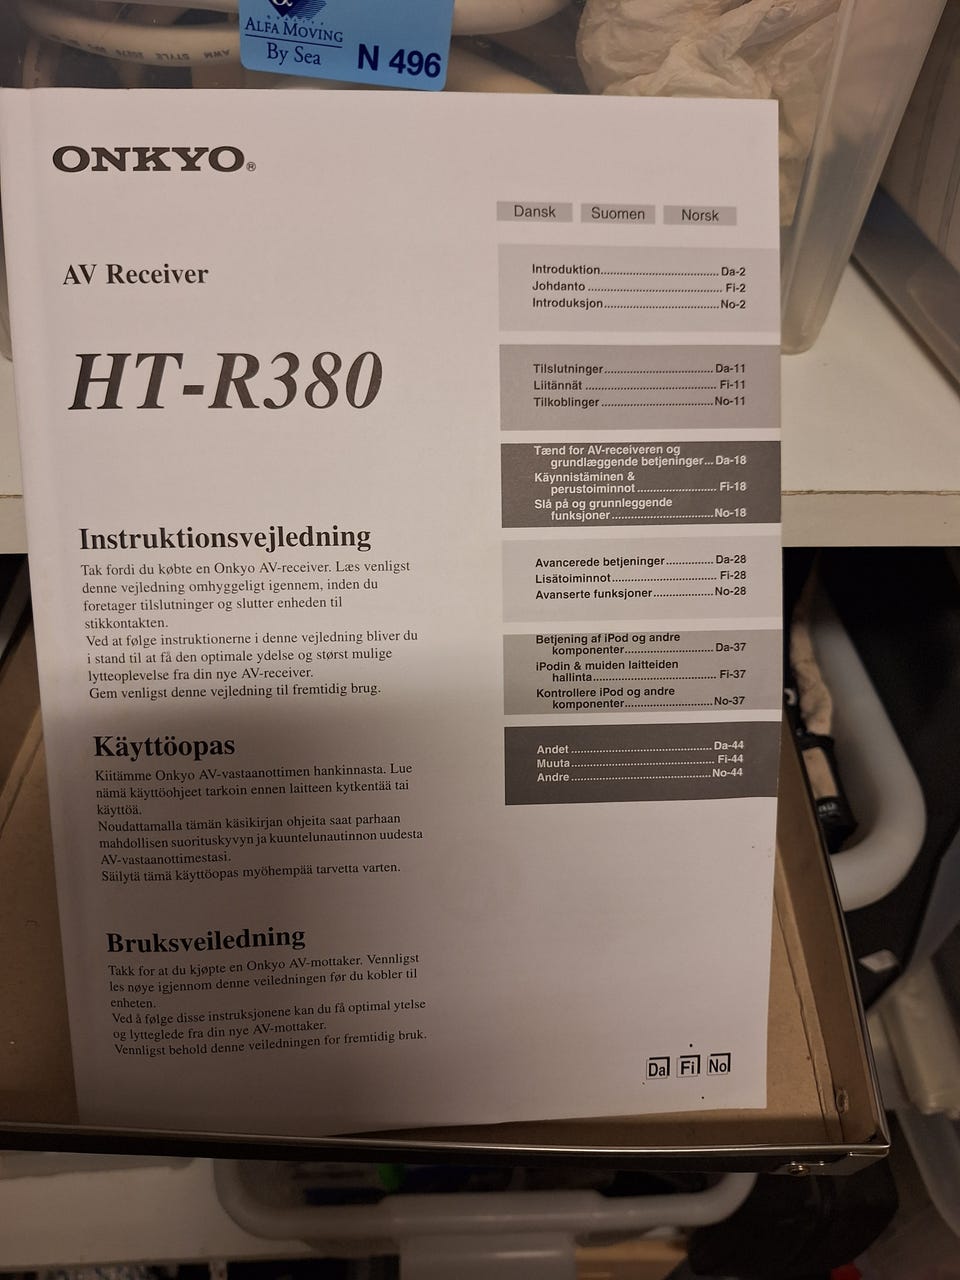 ALFA MOVING
By Sea
N 496
ONKYO®
AV Receiver
HT-R380
Instruktionsvejledning
Tak fordi du købte en Onkyo AV-receiver. Læs venligst
denne vejledning omhyggeligt igennem, inden du
foretager tilslutninger og slutter enheden til
stikkontakten.
Ved at følge instruktionerne i denne vejledning bliver du
i stand til at få den optimale ydelse og størst mulige
lytteoplevelse fra din nye AV-receiver.
Gem venligst denne vejledning til fremtidig brug.
Käyttöopas
Kiitämme Onkyo AV-vastaanottimen hankinnasta. Lue
nämä käyttöohjeet tarkoin ennen laitteen kytkentää tai
käyttöä.
Noudattamalla tämän käsikirjan ohjeita saat parhaan
mahdollisen suorituskyvyn ja kuuntelunautinnon uudesta
AV-vastaanottimestasi.
Säilytä tämä käyttöopas myöhempää tarvetta varten.
Bruksveiledning
Takk for at du kjøpte en Onkyo AV-mottaker. Vennligst
les nøye igjennom denne veiledningen før du kobler til
enheten.
Ved å følge disse instruksjonene kan du få optimal ytelse
og lytteglede fra din nye AV-mottaker.
Vennligst behold denne veiledningen for fremtidig bruk.
Dansk Suomen Norsk
Introduktion.......... Da-2
Johdanto .......... Fi-2
Introduksjon.......... No-2
Tilslutninger.......... Da-11
Liitännät .......... Fi-11
Tilkoblinger .......... No-11
Tænd for AV-receiveren og
grundlæggende betjeninger... Da-18
Käynnistäminen &
perustoiminnot .......... Fi-18
Slå på og grunnleggende
funksjoner .......... No-18
Avancerede betjeninger .......... Da-28
Lisätoiminnot .......... Fi-28
Avanserte funksjoner .......... No-28
Betjening af iPod og andre
komponenter .......... Da-37
iPodin & muiden laitteiden
hallinta .......... Fi-37
Kontrollere iPod og andre
komponenter .......... No-37
Andet .......... Da-44
Muuta .......... Fi-44
Andre .......... No-44
Da Fi No